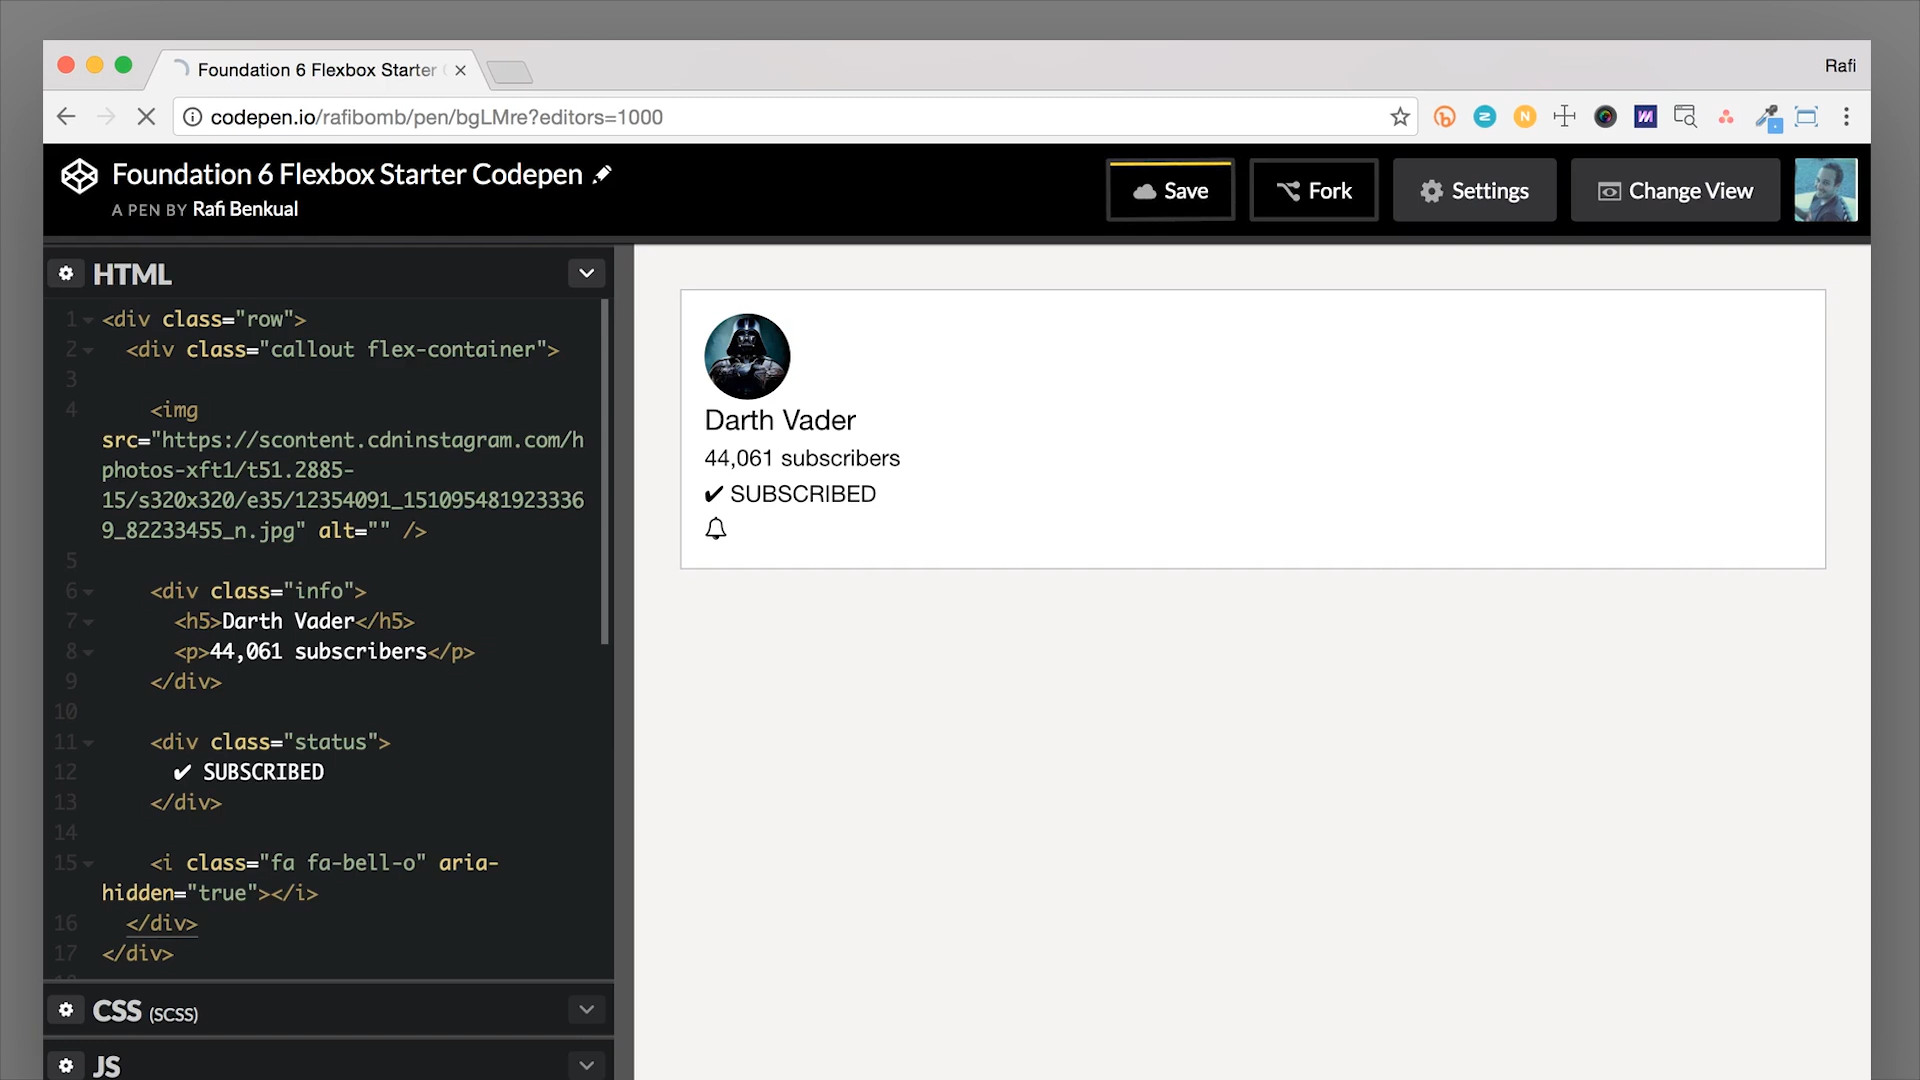 Foundation 6 Flexbox Starter
Rafi
codepen.io/rafibomb/pen/bgLMre?editors=1000
Foundation 6 Flexbox Starter Codepen
A PEN BY Rafi Benkual
Save
Fork
Settings
Change View
HTML
1 <div class="row">
2 <div class="callout flex-container">
3
4 <img
src="https://scontent.cdninstagram.com/h
photos-xft1/t51.2885-
15/s320x320/e35/12354091_151095481923336
9_82233455_n.jpg" alt="" />
5
6 <div class="info">
7 <h5>Darth Vader</h5>
8 <p>44,061 subscribers</p>
9 </div>
10
11 <div class="status">
12 ✔ SUBSCRIBED
13 </div>
14
15 <i class="fa fa-bell-o" aria-
hidden="true"></i>
16 </div>
17 </div>
CSS (SCSS)
JS
Darth Vader
44,061 subscribers
✔ SUBSCRIBED